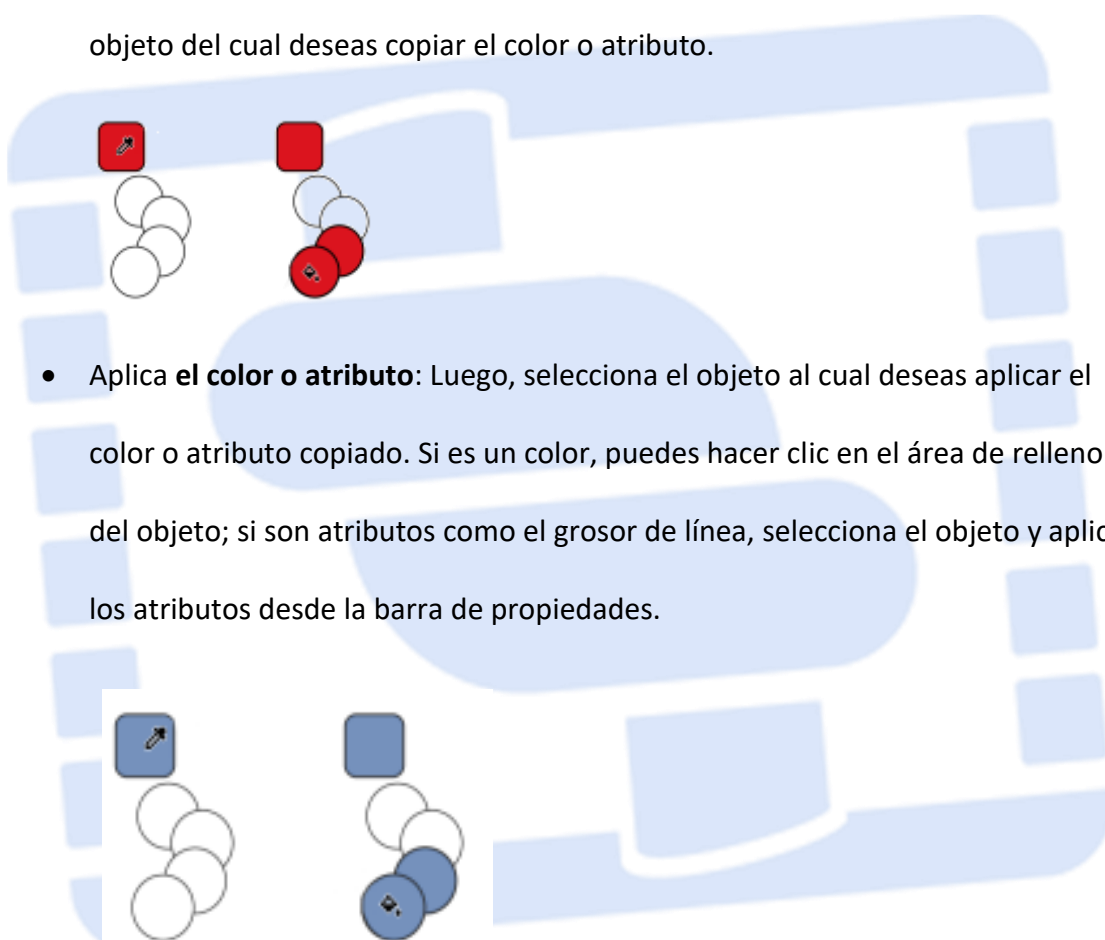 objeto del cual deseas copiar el color o atributo.
• Aplica el color o atributo: Luego, selecciona el objeto al cual deseas aplicar el
color o atributo copiado. Si es un color, puedes hacer clic en el área de relleno
del objeto; si son atributos como el grosor de línea, selecciona el objeto y aplic
los atributos desde la barra de propiedades.